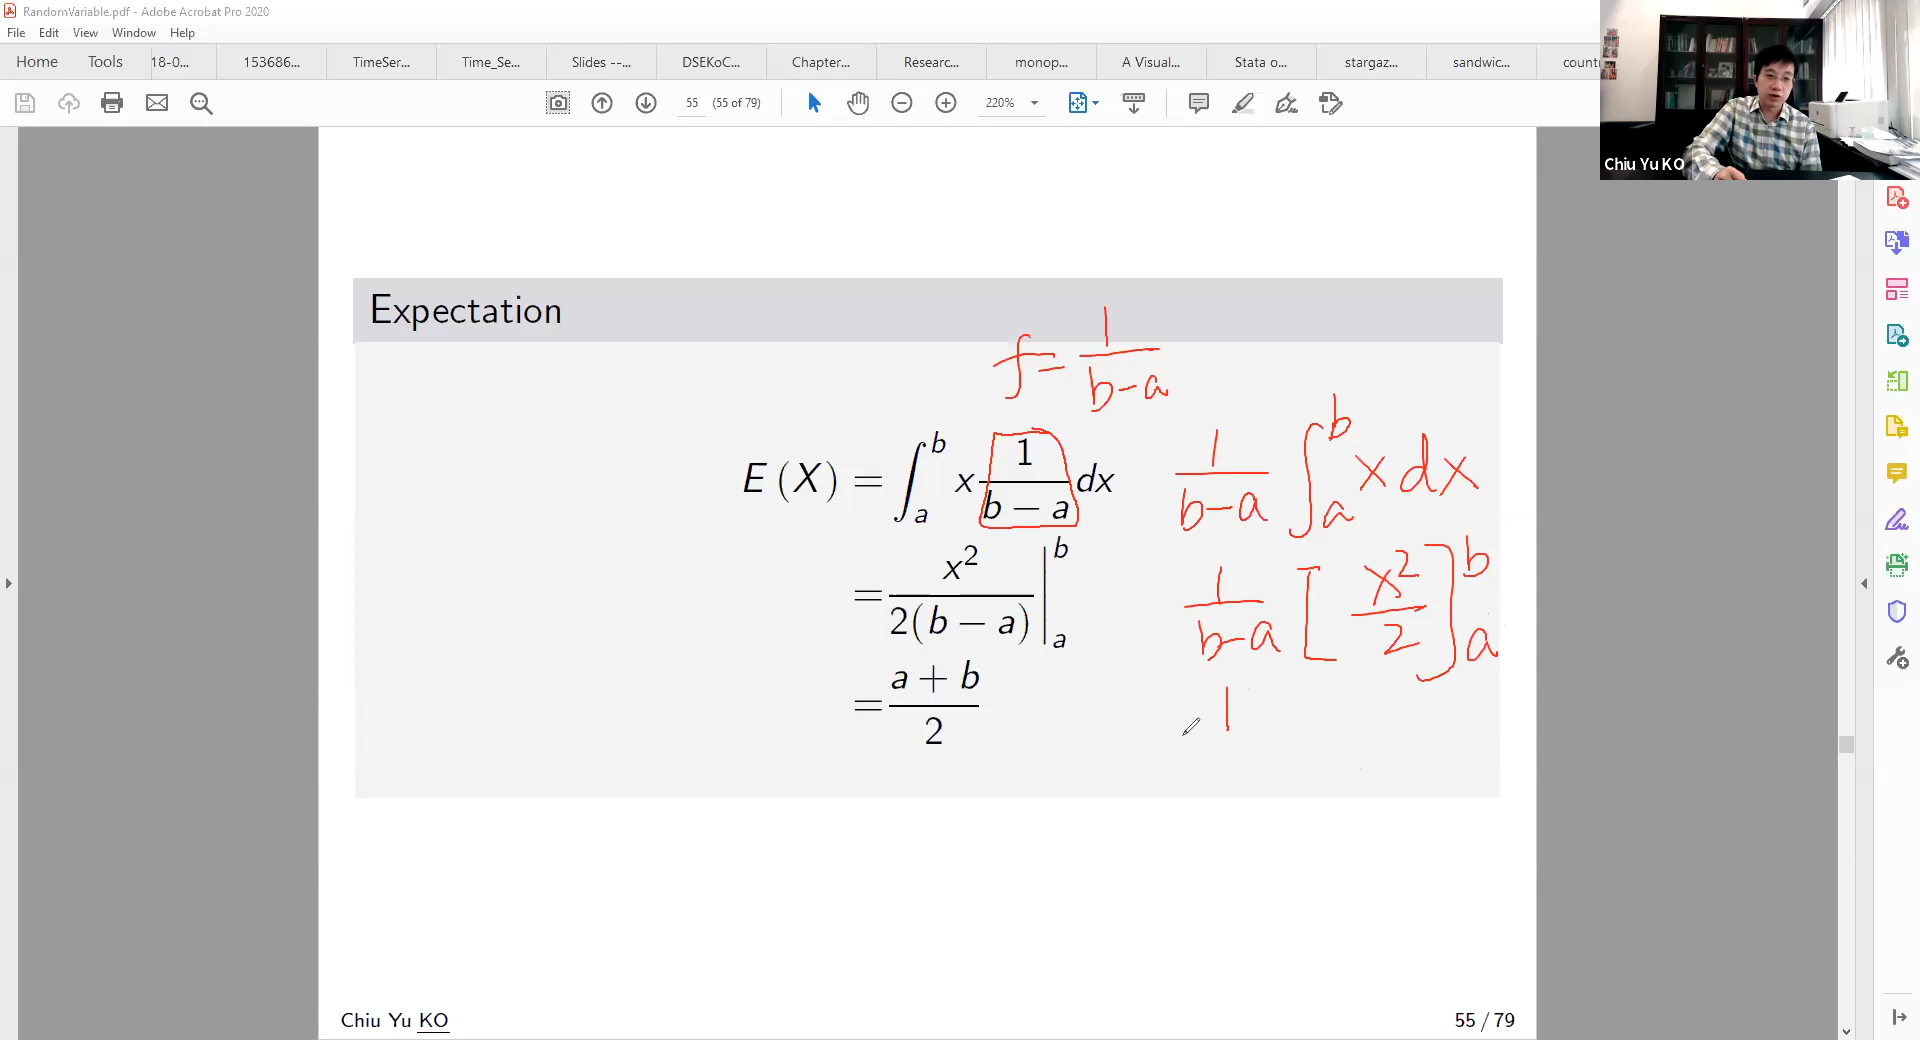 RandomVariable.pdf - Adobe Acrobat Pro 2020
File Edit View Window Help
Home Tools 18-0... 153686... TimeSer... Time_Se... Slides --... DSEKoC... Chapter... Researc... monop... A Visual... Stata o... stargaz... sandwic... count
55 (55 of 79) 220%
Chiu Yu KO
Expectation
f = 1/(b-a)
E (X) = ∫_a^b x 1/(b − a) dx
1/(b-a) ∫_a^b x dx
= x²/(2(b − a)) |_a^b
1/(b-a) [x²/2]_a^b
= (a + b)/2
1
Chiu Yu KO 55 / 79